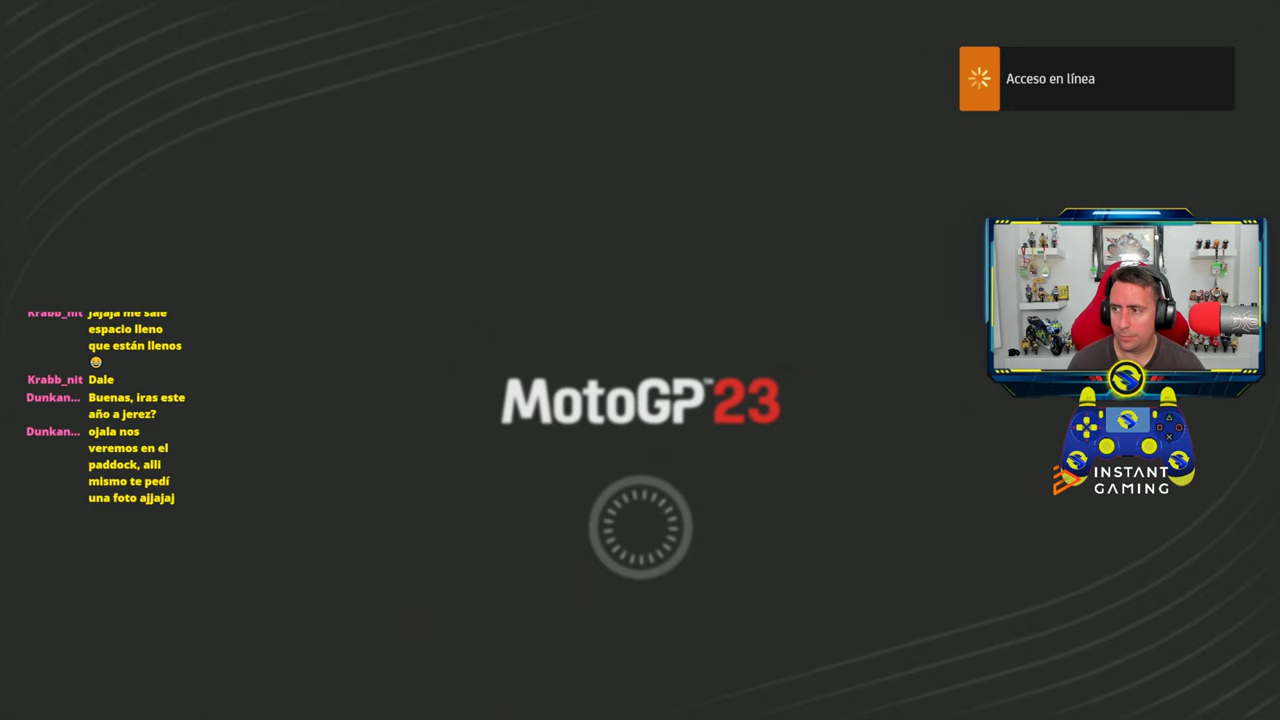 Acceso en línea
Krabb_nit jajaja me sale
espacio lleno
que están llenos
Krabb_nit Dale
Dunkan... Buenas, iras este
año a jerez?
Dunkan... ojala nos
veremos en el
paddock, alli
mismo te pedí
una foto ajjajaj
MotoGP™23
INSTANT
GAMING